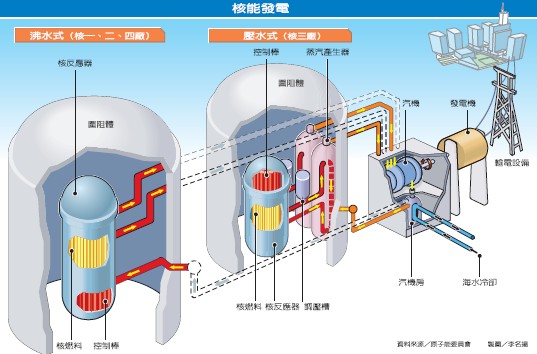 核能發電
沸水式（核一、二、四廠）
壓水式（核三廠）
核反應器
圍阻體
控制棒
蒸汽產生器
圍阻體
汽機
發電機
輸電設備
核燃料
控制棒
核燃料
核反應器
調壓槽
汽機房
海水冷卻
資料來源／原子能委員會
製圖／李名揚